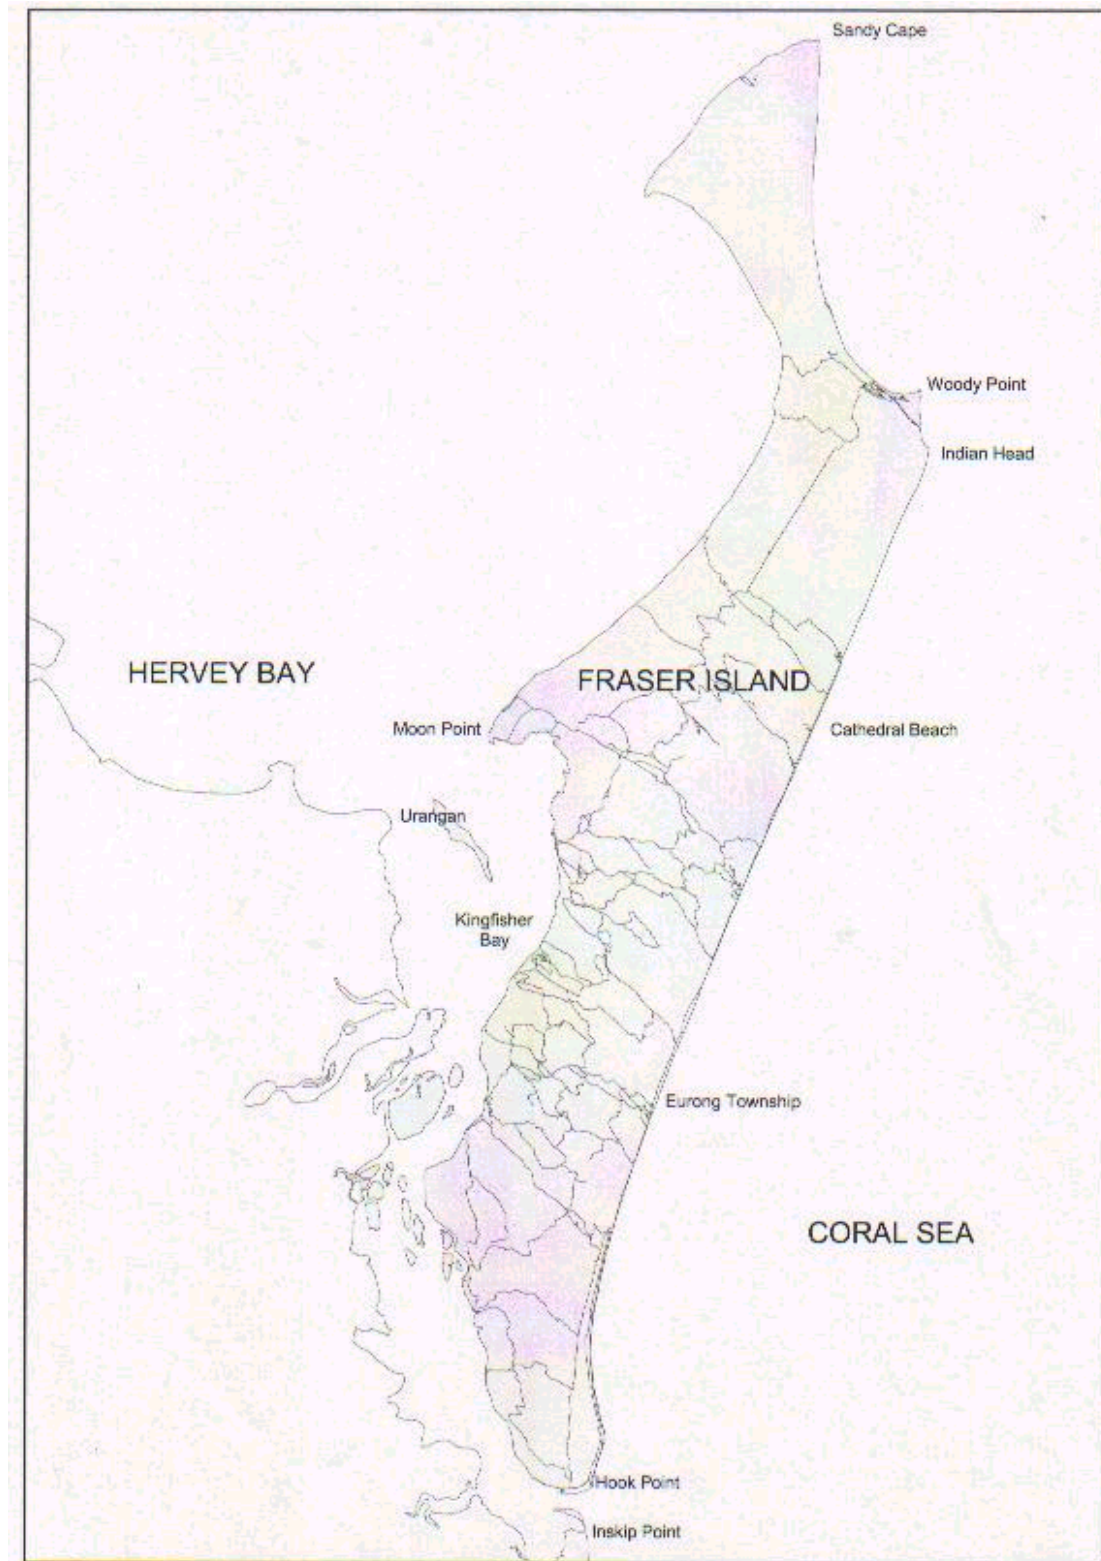 Sandy Cape
Woody Point
Indian Head
HERVEY BAY
FRASER ISLAND
Moon Point
Cathedral Beach
Urangan
Kingfisher
Bay
Eurong Township
CORAL SEA
Hook Point
Inskip Point